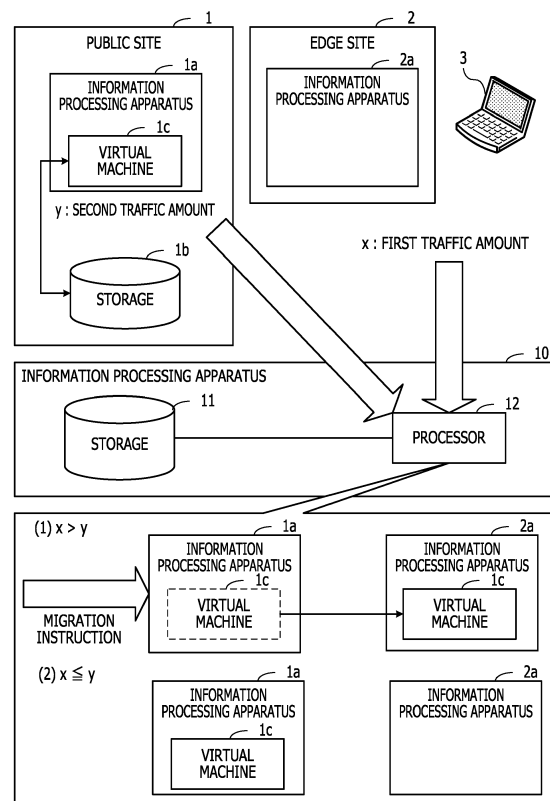 1
PUBLIC SITE
1a
INFORMATION
PROCESSING APPARATUS
1c
VIRTUAL
MACHINE
y : SECOND TRAFFIC AMOUNT
1b
STORAGE
2
EDGE SITE
2a
INFORMATION
PROCESSING APPARATUS
3
x : FIRST TRAFFIC AMOUNT
10
INFORMATION PROCESSING APPARATUS
11
STORAGE
12
PROCESSOR
(1) x > y
MIGRATION
INSTRUCTION
1a
INFORMATION
PROCESSING APPARATUS
1c
VIRTUAL
MACHINE
2a
INFORMATION
PROCESSING APPARATUS
1c
VIRTUAL
MACHINE
(2) x ≦ y
1a
INFORMATION
PROCESSING APPARATUS
1c
VIRTUAL
MACHINE
2a
INFORMATION
PROCESSING APPARATUS